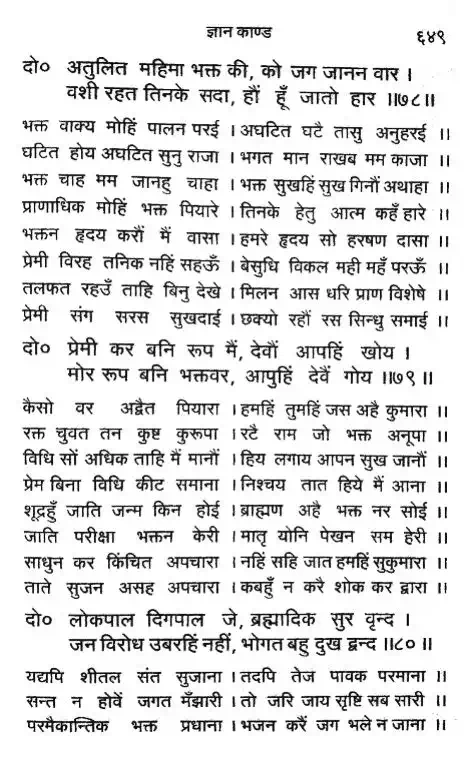 ज्ञान काण्ड ६४९
दो० अतुलित महिमा भक्त की, को जग जानन वार ।
वशी रहत तिनके सदा, हौं हूँ जातो हार ॥७८॥
भक्त वाक्य मोहिं पालन परई । अघटित घटै तासु अनुहरई ॥
घटित होय अघटित सुनु राजा । भगत मान राखब मम काजा ॥
भक्त चाह मम जानहु चाहा । भक्त सुखहिं सुख गिनौं अथाहा ॥
प्राणाधिक मोहिं भक्त पियारे । तिनके हेतु आत्म कहँ हारे ॥
भक्तन हृदय करौं मैं वासा । हमरे हृदय सो हरषण दासा ॥
प्रेमी विरह तनिक नहिं सहऊँ । बेसुधि विकल मही महँ परऊँ ॥
तलफत रहउँ ताहि बिनु देखे । मिलन आस धरि प्राण विशेषे ॥
प्रेमी संग सरस सुखदाई । छक्यो रहौं रस सिन्धु समाई ॥
दो० प्रेमी कर बनि रूप मैं, देवौं आपहिं खोय ।
मोर रूप बनि भक्तवर, आपुहिं देवैं गोय ॥७९॥
कैसो वर अद्वैत पियारा । हमहिं तुमहिं जस अहै कुमारा ॥
रक्त चुवत तन कुष्ट कुरूपा । रटै राम जो भक्त अनूपा ॥
विधि सों अधिक ताहि मैं मानौं । हिय लगाय आपन सुख जानौं ॥
प्रेम बिना विधि कीट समाना । निश्चय तात हिये मैं आना ॥
शूद्रहुँ जाति जन्म किन होई । ब्राह्मण अहै भक्त नर सोई ॥
जाति परीक्षा भक्तन केरी । मातृ योनि पेखन सम हेरी ॥
साधुन कर किंचित अपचारा । नहिं सहि जात हमहिं सुकुमारा ॥
ताते सुजन असह अपचारा । कबहुँ न करै शोक कर द्वारा ॥
दो० लोकपाल दिगपाल जे, ब्रह्मादिक सुर वृन्द ।
जन विरोध उबरहिं नहीं, भोगत बहु दुख द्वन्द ॥८०॥
यद्यपि शीतल संत सुजाना । तदपि तेज पावक परमाना ॥
सन्त न होवें जगत मँझारी । तो जरि जाय सृष्टि सब सारी ॥
परमैकान्तिक भक्त प्रधाना । भजन करैं जग भले न जाना ॥